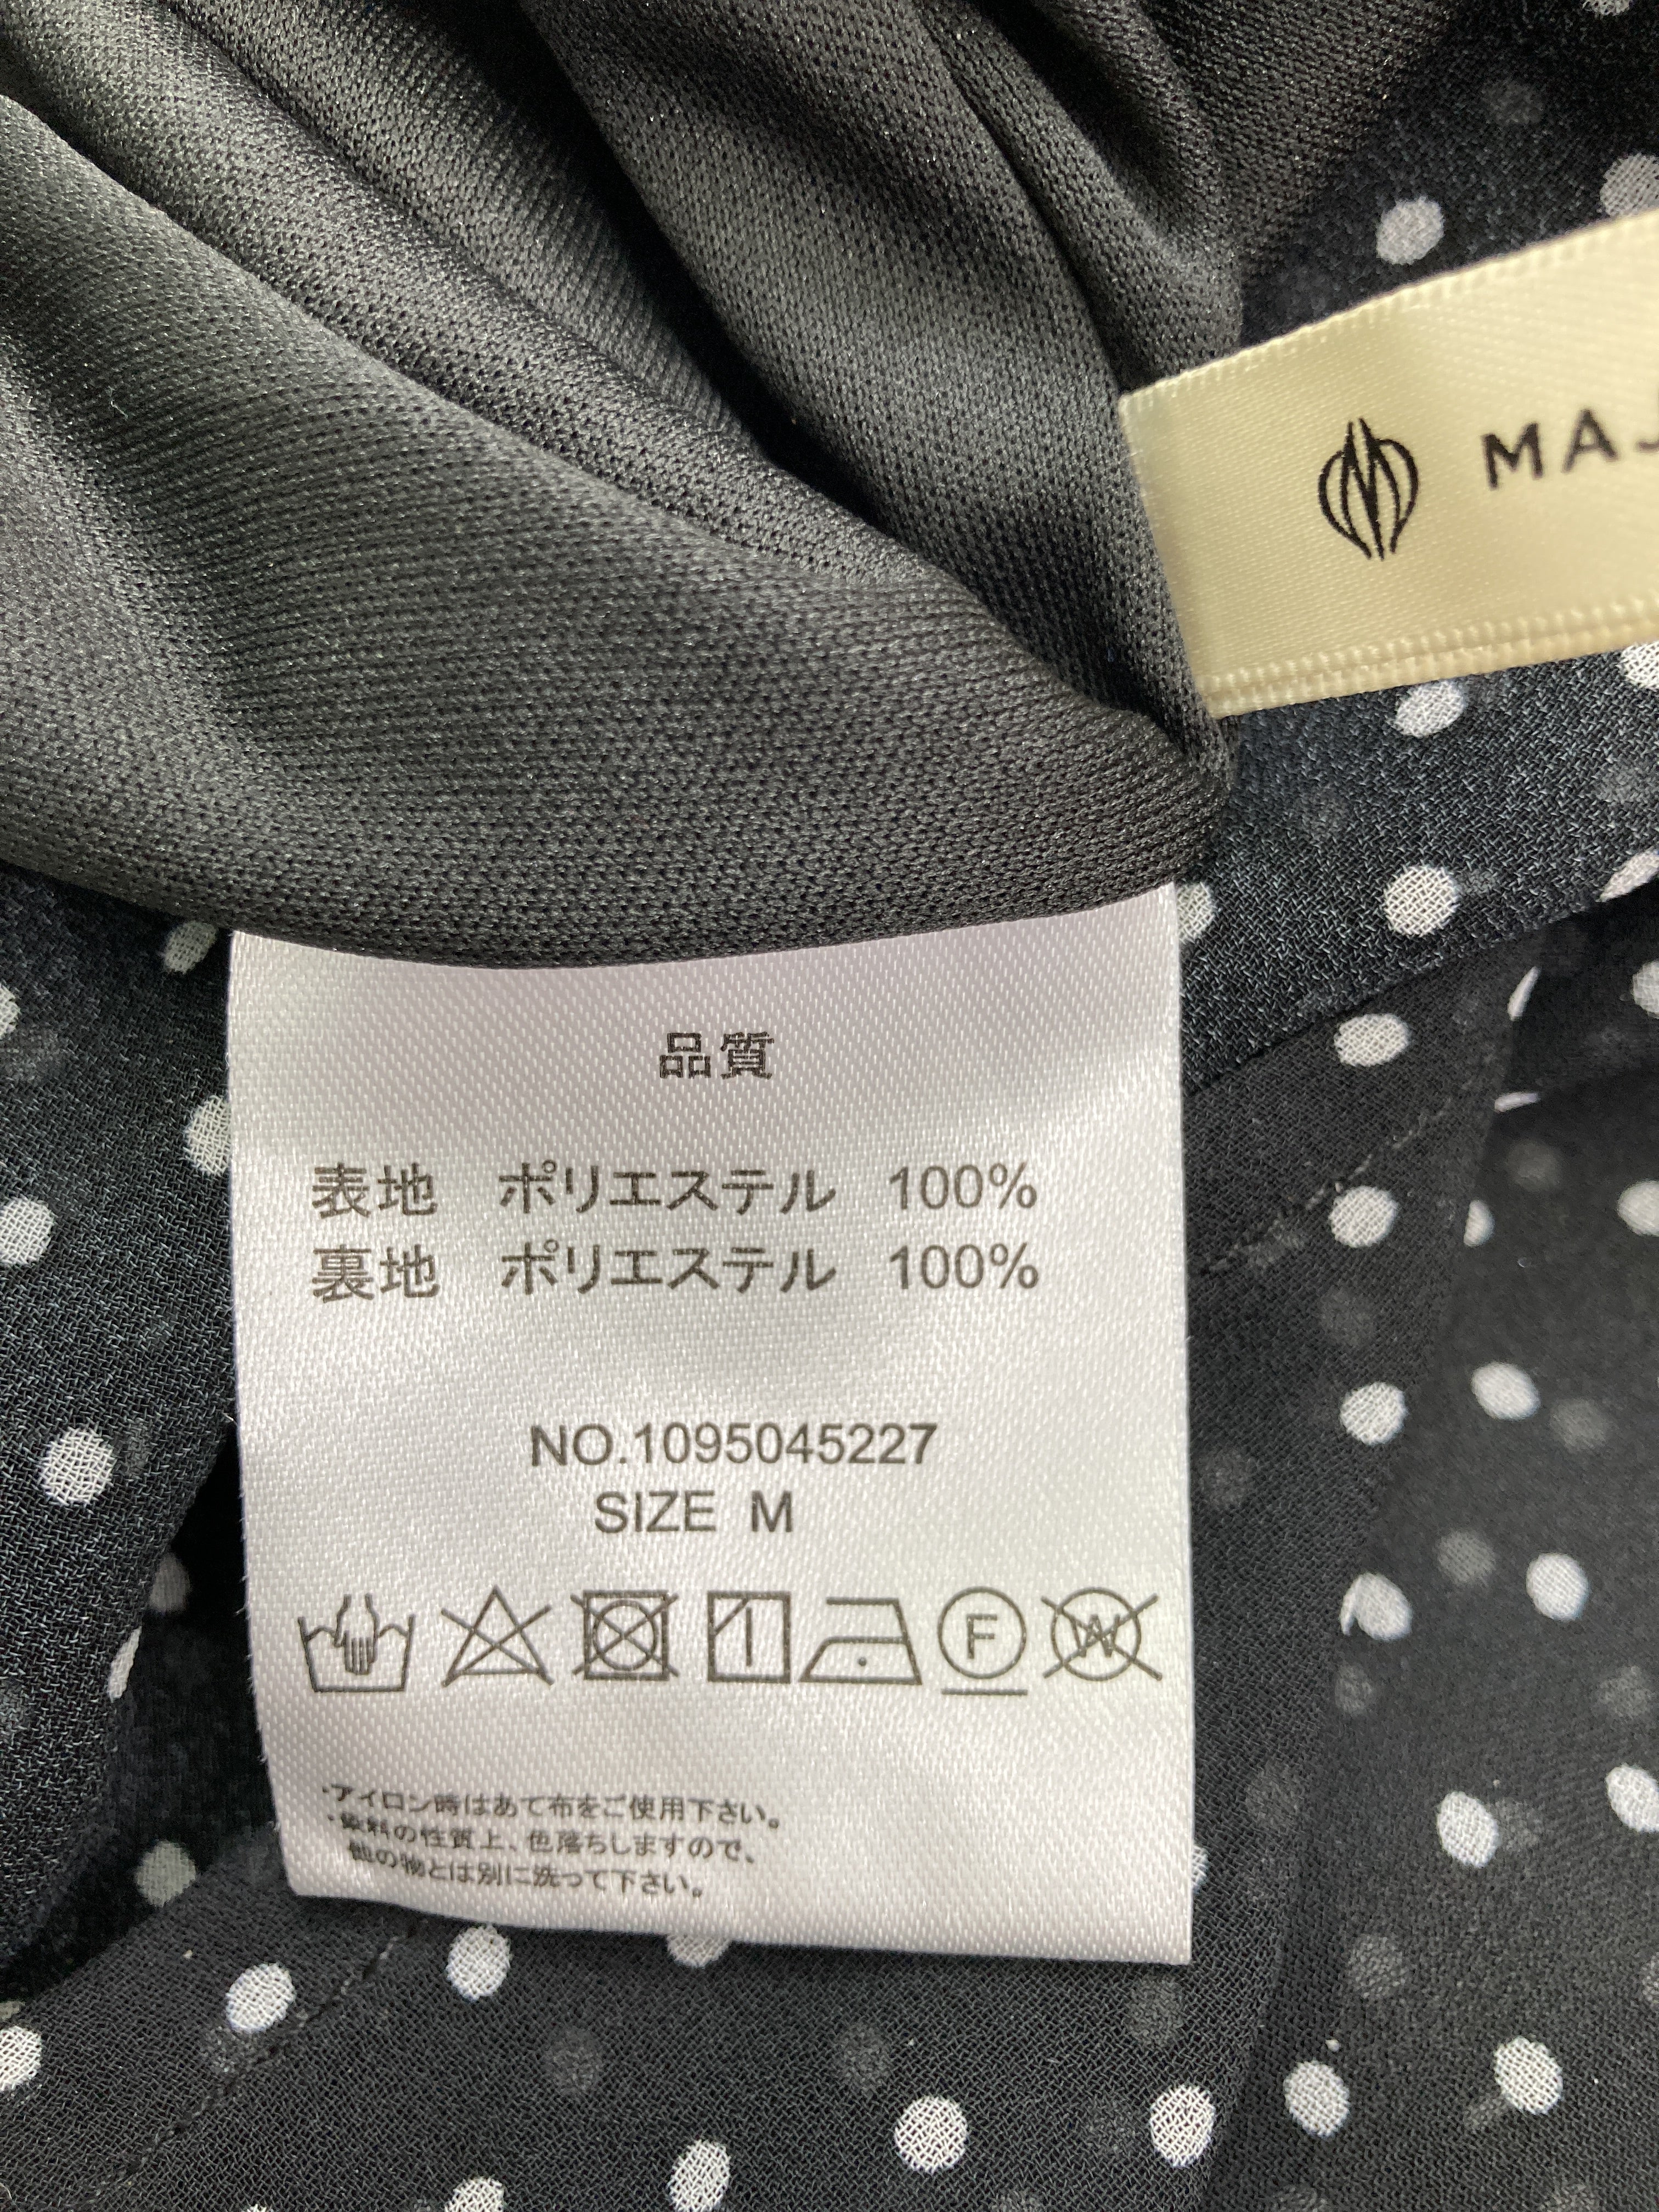 MAJ
品質
表地 ポリエステル 100%
裏地 ポリエステル 100%
NO.1095045227
SIZE M
F
W
・アイロン時はあて布をご使用下さい。
・染料の性質上、色落ちしますので、
他の物とは別に洗って下さい。